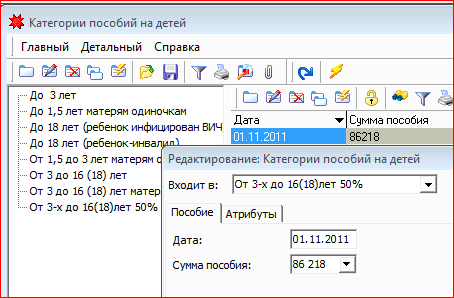 Категории пособий на детей
Главный Детальный Справка
До 3 лет
До 1,5 лет матерям одиночкам
До 18 лет (ребенок инфицирован ВИЧ
До 18 лет (ребенок-инвалид)
От 1,5 до 3 лет матерям о
От 3 до 16 (18) лет
От 3 до 16 (18) лет матер
От 3-х до 16(18)лет 50%
Дата Сумма пособия
01.11.2011 86218
Редактирование: Категории пособий на детей
Входит в: От 3-х до 16(18)лет 50%
Пособие Атрибуты
Дата: 01.11.2011
Сумма пособия: 86 218